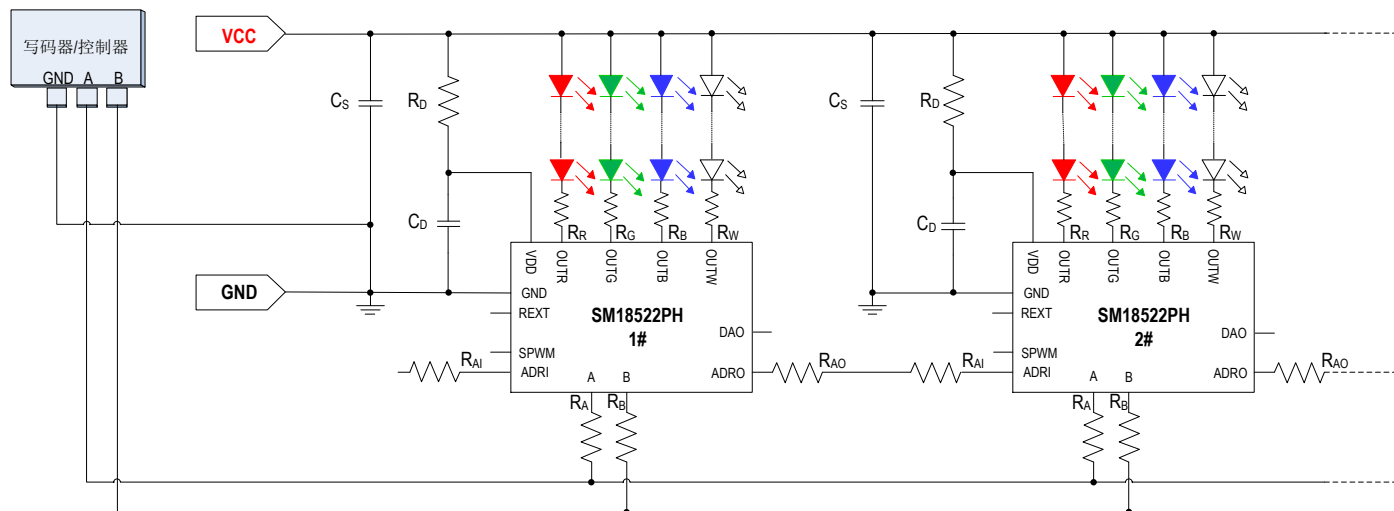 写码器/控制器
GND A B
VCC
GND
CS
RD
CD
RR
RG
RB
RW
VDD
OUTR
OUTG
OUTB
OUTW
GND
REXT
SPWM
ADRI
SM18522PH
1#
DAO
ADRO
A
B
RAI
RAO
RA
RB
CS
RD
CD
RR
RG
RB
RW
VDD
OUTR
OUTG
OUTB
OUTW
GND
REXT
SPWM
ADRI
SM18522PH
2#
DAO
ADRO
A
B
RAI
RAO
RA
RB